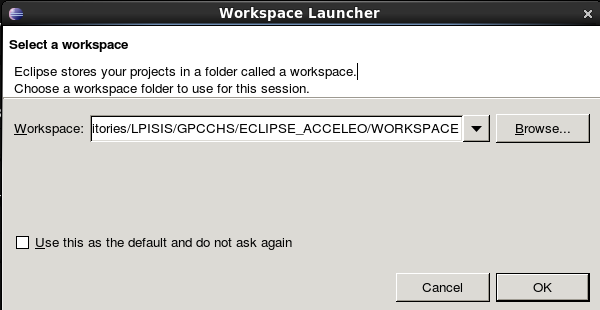 Workspace Launcher
Select a workspace
Eclipse stores your projects in a folder called a workspace.
Choose a workspace folder to use for this session.
Workspace: itories/LPISIS/GPCCHS/ECLIPSE_ACCELEO/WORKSPACE Browse...
Use this as the default and do not ask again
Cancel OK